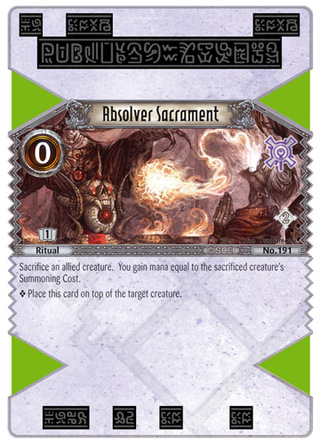 Absolver Sacrament
0
1
2
Ritual
No.191
Sacrifice an allied creature. You gain mana equal to the sacrificed creature's
Summoning Cost.
❖ Place this card on top of the target creature.